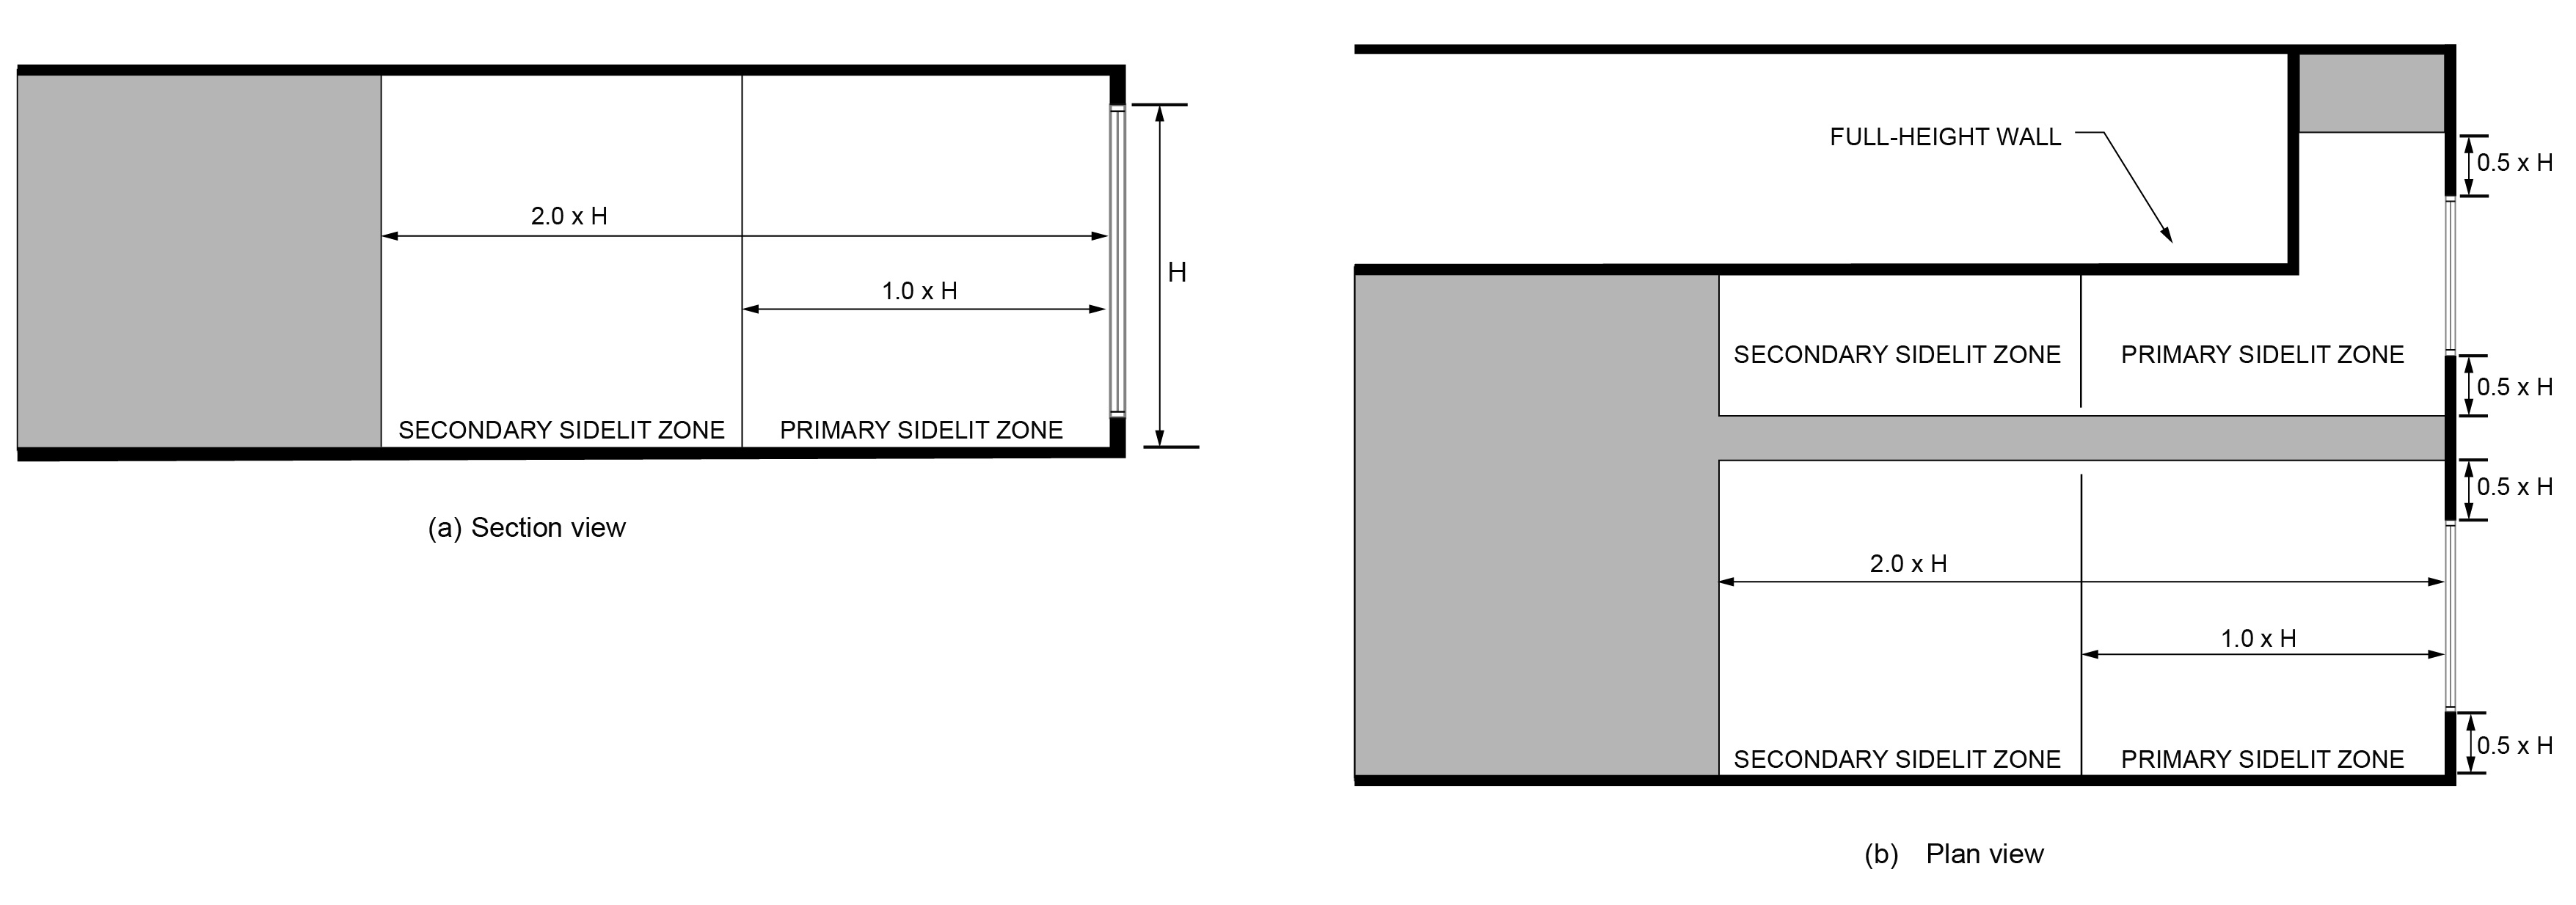 2.0 x H
1.0 x H
H
SECONDARY SIDELIT ZONE
PRIMARY SIDELIT ZONE
(a) Section view
FULL-HEIGHT WALL
0.5 x H
SECONDARY SIDELIT ZONE
PRIMARY SIDELIT ZONE
0.5 x H
0.5 x H
2.0 x H
1.0 x H
SECONDARY SIDELIT ZONE
PRIMARY SIDELIT ZONE
0.5 x H
(b) Plan view